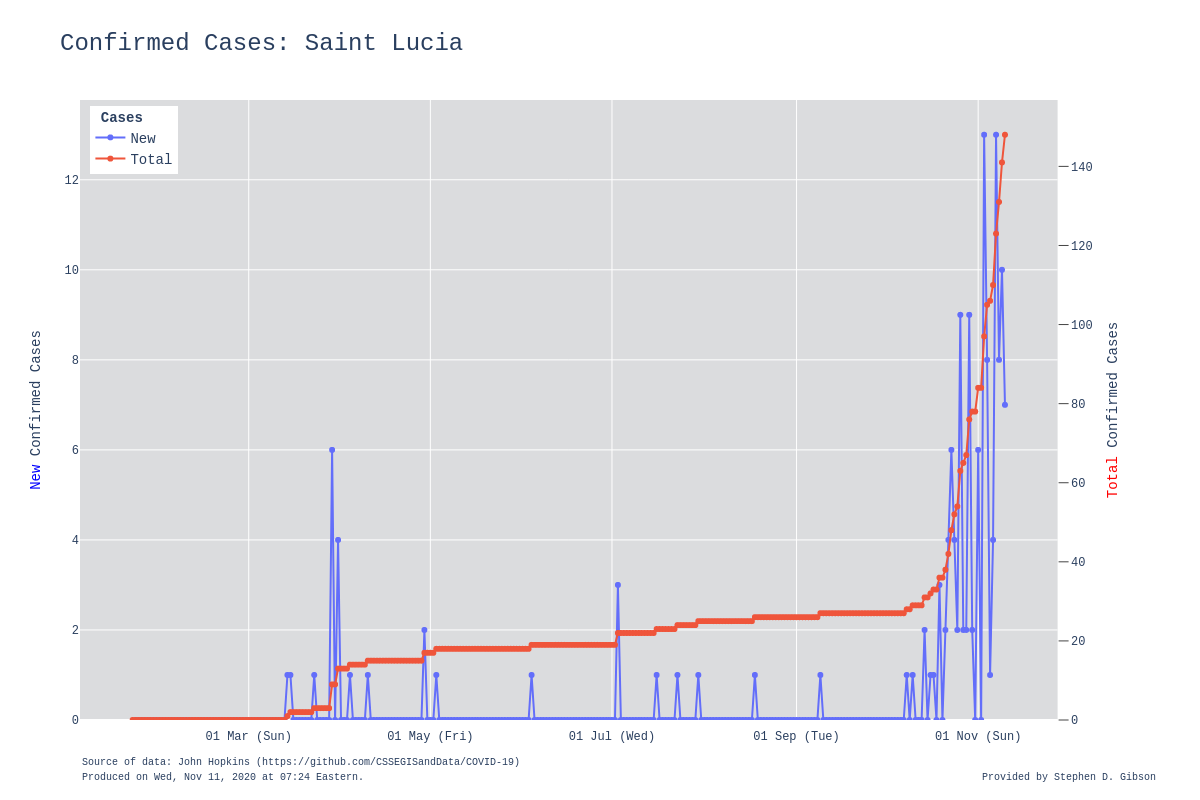 Confirmed Cases: Saint Lucia
Cases
New
Total
12
10
8
6
4
2
0
140
120
100
80
60
40
20
0
New Confirmed Cases
Total Confirmed Cases
01 Mar (Sun)
01 May (Fri)
01 Jul (Wed)
01 Sep (Tue)
01 Nov (Sun)
Source of data: John Hopkins (https://github.com/CSSEGISandData/COVID-19)
Produced on Wed, Nov 11, 2020 at 07:24 Eastern.
Provided by Stephen D. Gibson